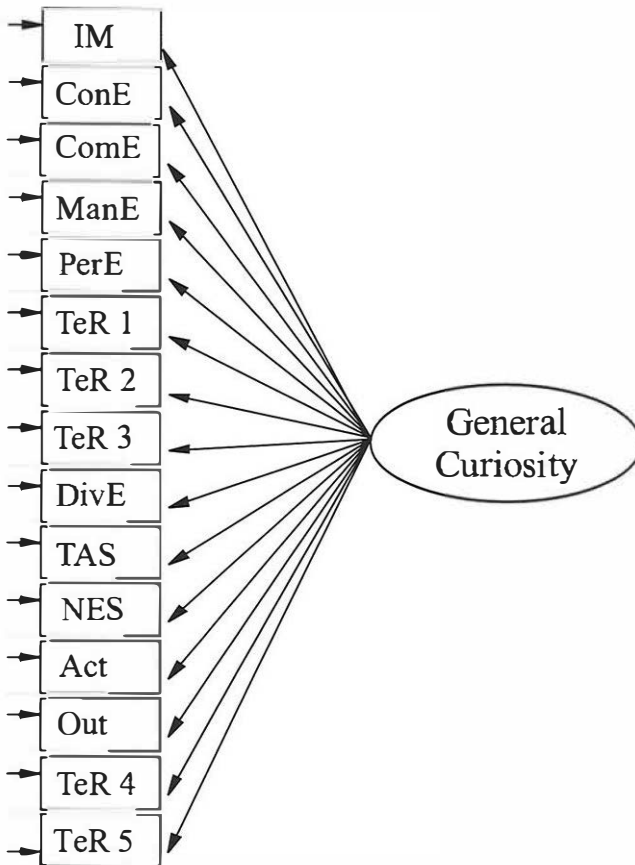 IM
ConE
ComE
ManE
PerE
TeR 1
TeR 2
TeR 3
DivE
TAS
NES
Act
Out
TeR 4
TeR 5
General
Curiosity